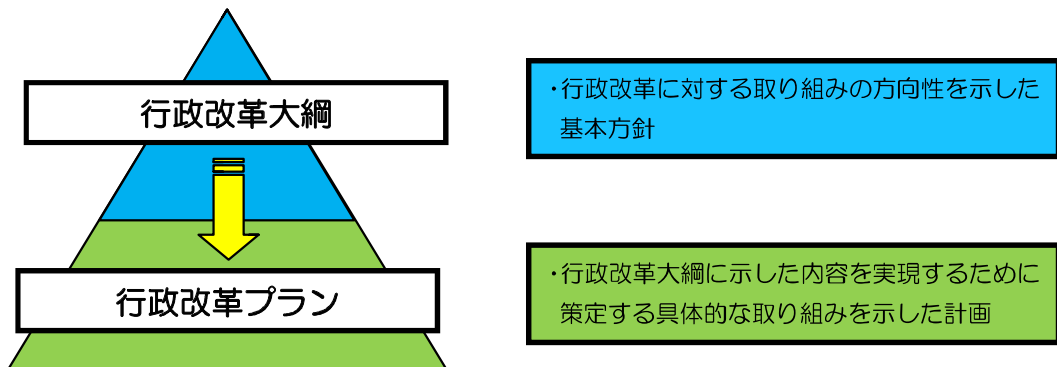 行政改革大綱
・行政改革に対する取り組みの方向性を示した
基本方針
行政改革プラン
・行政改革大綱に示した内容を実現するために
策定する具体的な取り組みを示した計画